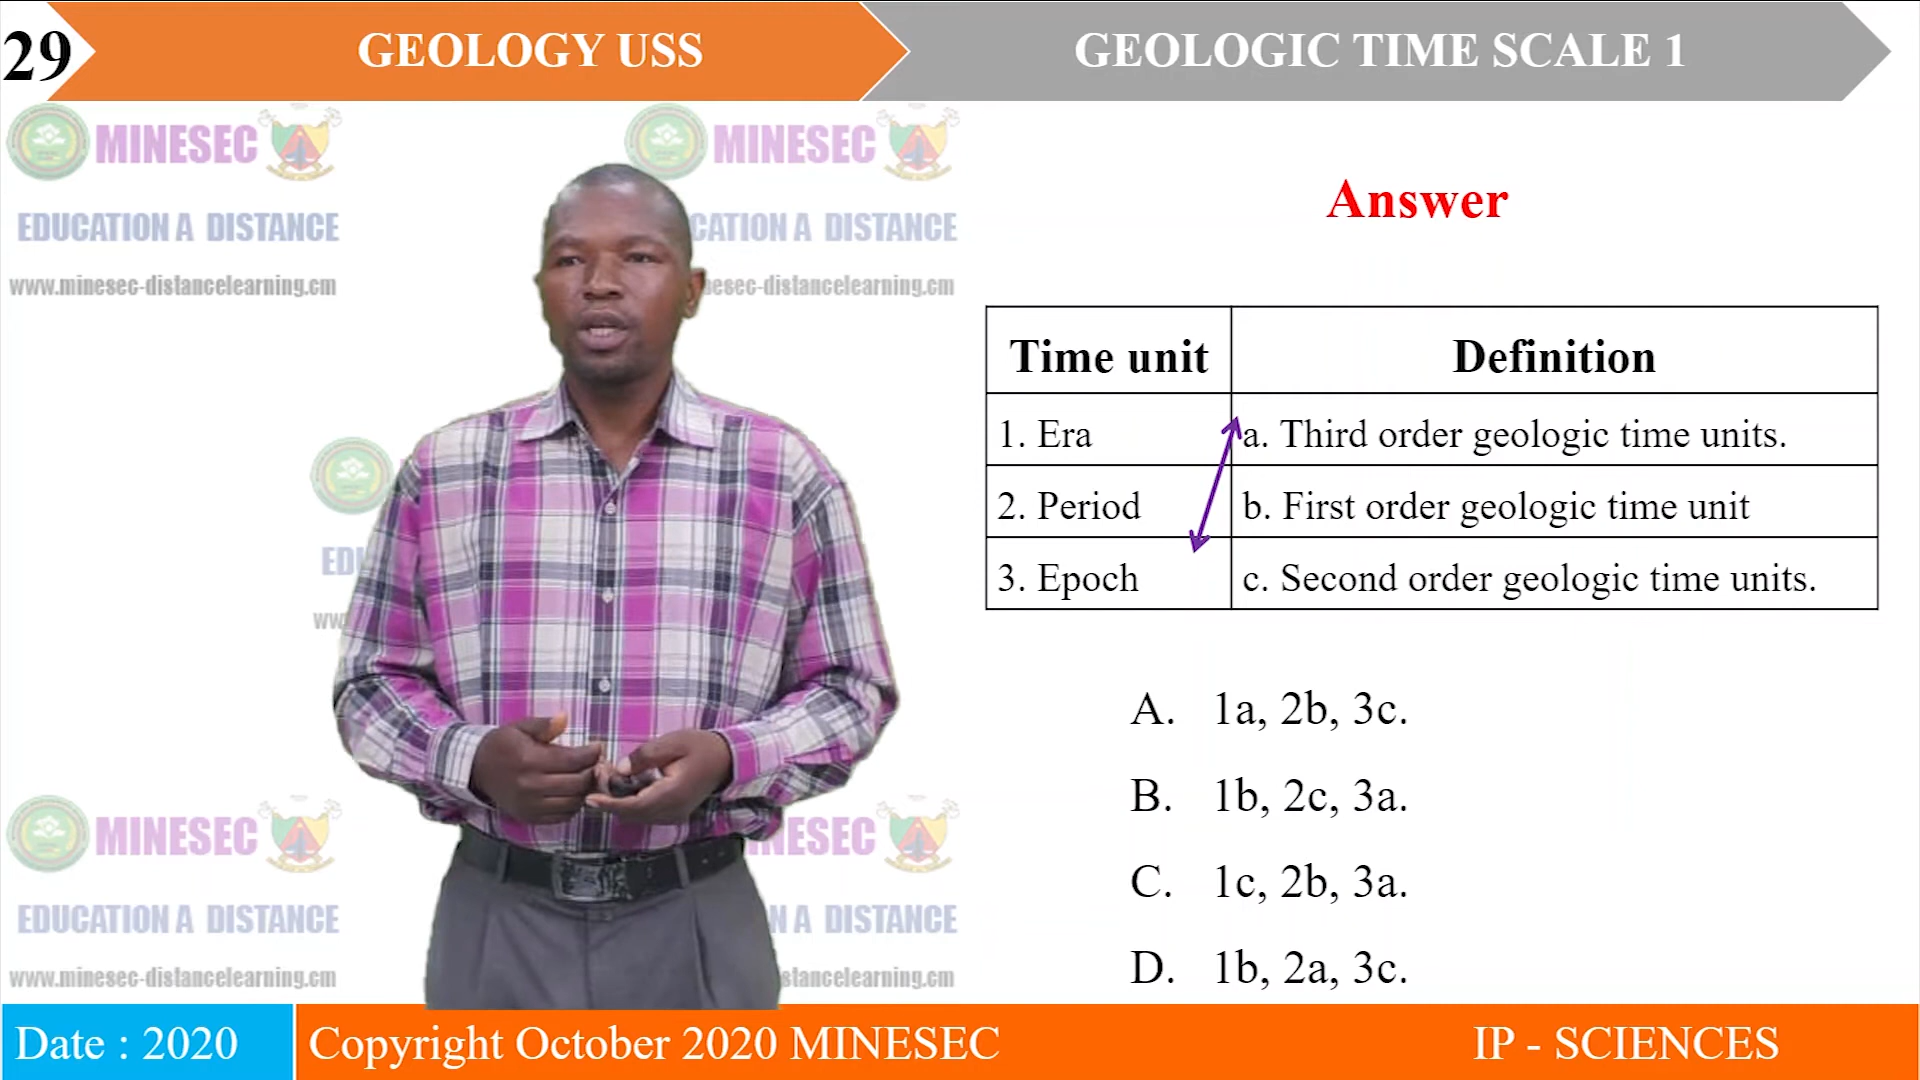 29
GEOLOGY USS
GEOLOGIC TIME SCALE 1
MINESEC
MINESEC
EDUCATION A DISTANCE
CATION A DISTANCE
www.minesec-distancelearning.cm
esec-distancelearning.cm
Answer
Time unit Definition
1. Era a. Third order geologic time units.
2. Period b. First order geologic time unit
3. Epoch c. Second order geologic time units.
EDU
ww
A. 1a, 2b, 3c.
B. 1b, 2c, 3a.
C. 1c, 2b, 3a.
D. 1b, 2a, 3c.
MINESEC
INESEC
EDUCATION A DISTANCE
N A DISTANCE
www.minesec-distancelearning.cm
stancelearning.cm
Date : 2020
Copyright October 2020 MINESEC
IP - SCIENCES